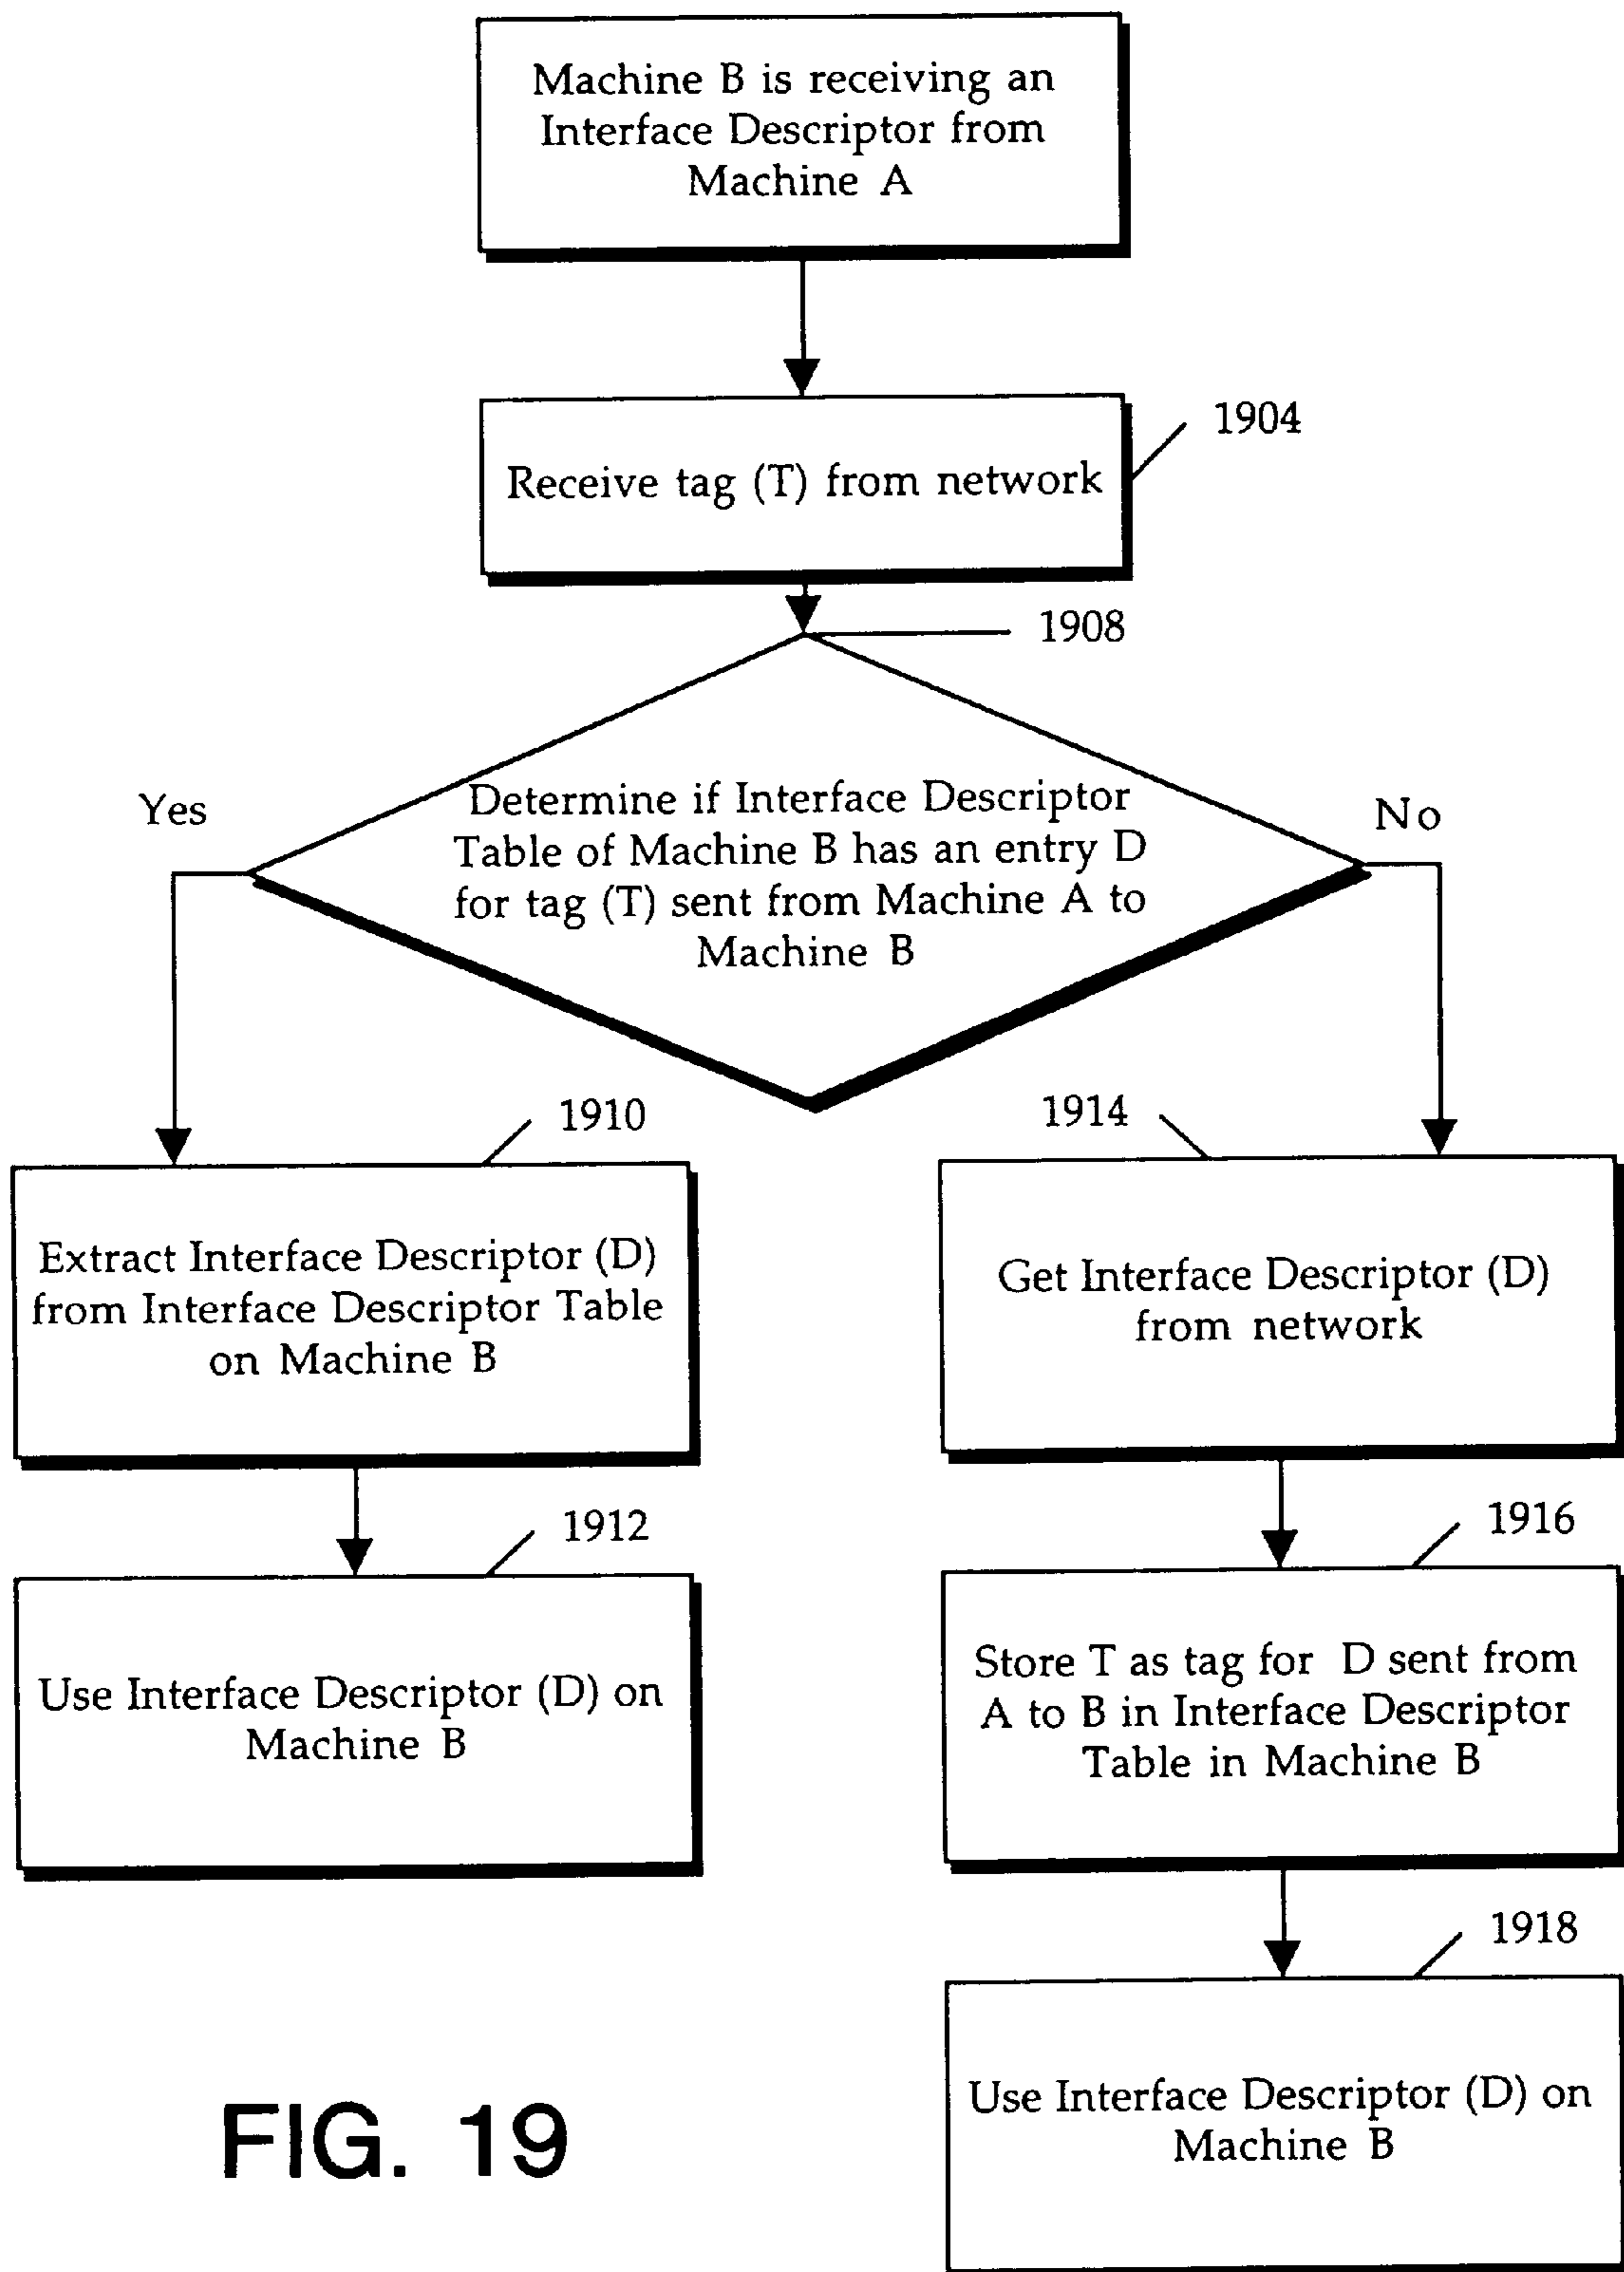 Machine B is receiving an
Interface Descriptor from
Machine A
1904
Receive tag (T) from network
1908
Yes
No
Determine if Interface Descriptor
Table of Machine B has an entry D
for tag (T) sent from Machine A to
Machine B
1910
1914
Extract Interface Descriptor (D)
from Interface Descriptor Table
on Machine B
Get Interface Descriptor (D)
from network
1912
1916
Use Interface Descriptor (D) on
Machine B
Store T as tag for D sent from
A to B in Interface Descriptor
Table in Machine B
1918
Use Interface Descriptor (D) on
Machine B
FIG. 19